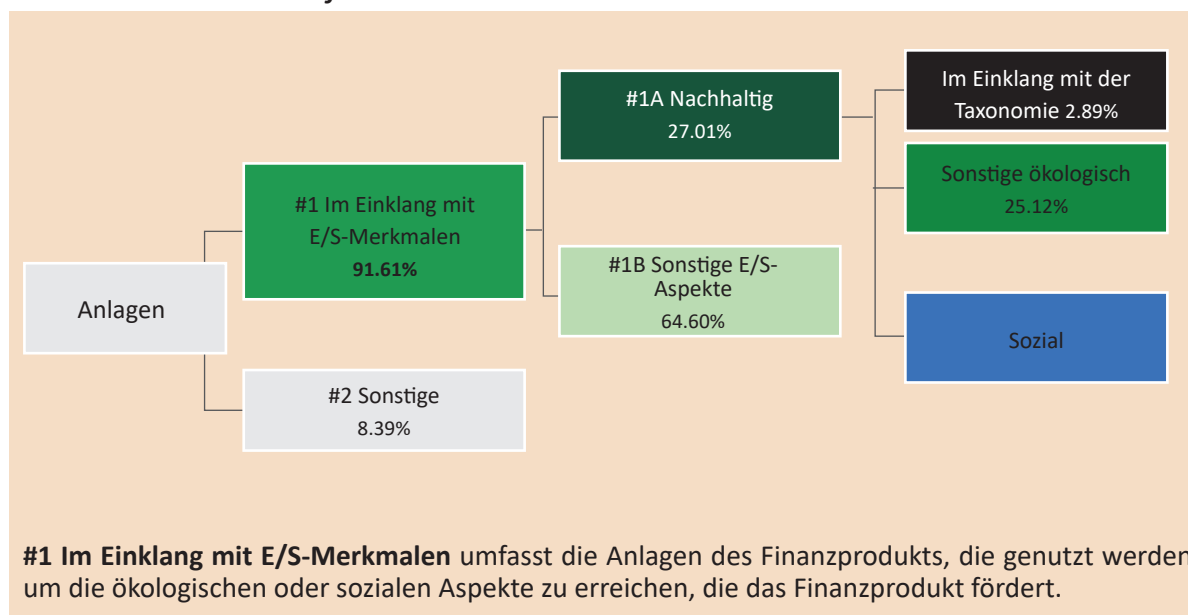 Anlagen
#1 Im Einklang mit
E/S-Merkmalen
91.61%
#2 Sonstige
8.39%
#1A Nachhaltig
27.01%
#1B Sonstige E/S-
Aspekte
64.60%
Im Einklang mit der
Taxonomie 2.89%
Sonstige ökologisch
25.12%
Sozial
#1 Im Einklang mit E/S-Merkmalen umfasst die Anlagen des Finanzprodukts, die genutzt werden
um die ökologischen oder sozialen Aspekte zu erreichen, die das Finanzprodukt fördert.